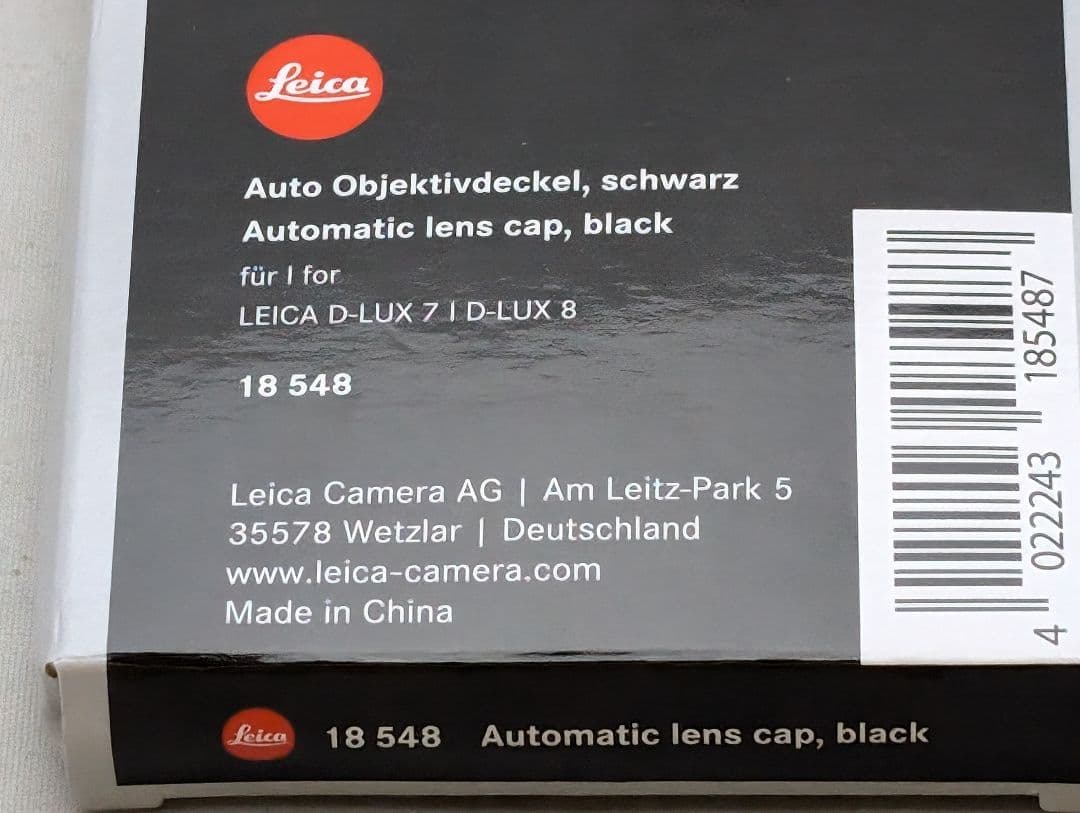 Leica
Auto Objektivdeckel, schwarz
Automatic lens cap, black
für | for
LEICA D-LUX 7 | D-LUX 8
18 548
Leica Camera AG | Am Leitz-Park 5
35578 Wetzlar | Deutschland
www.leica-camera.com
Made in China
4 022243 185487
Leica 18 548 Automatic lens cap, black